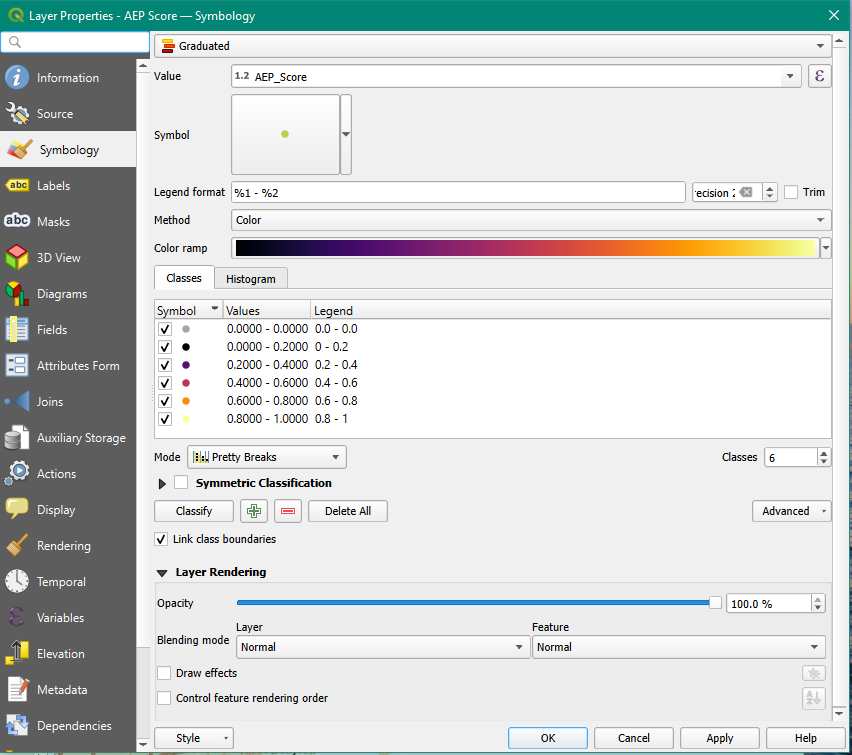 Layer Properties - AEP Score — Symbology
Graduated
Information
Source
Symbology
Labels
Masks
3D View
Diagrams
Fields
Attributes Form
Joins
Auxiliary Storage
Actions
Display
Rendering
Temporal
Variables
Elevation
Metadata
Dependencies
Value
1.2 AEP_Score
ε
Symbol
Legend format %1 - %2
Trim
Method Color
Color ramp
Classes Histogram
Symbol Values Legend
0.0000 - 0.0000 0.0 - 0.0
0.0000 - 0.2000 0 - 0.2
0.2000 - 0.4000 0.2 - 0.4
0.4000 - 0.6000 0.4 - 0.6
0.6000 - 0.8000 0.6 - 0.8
0.8000 - 1.0000 0.8 - 1
Mode Pretty Breaks Classes 6
Symmetric Classification
Classify Delete All Advanced
Link class boundaries
Layer Rendering
Opacity 100.0 %
Layer Feature
Blending mode Normal Normal
Draw effects
Control feature rendering order
Style OK Cancel Apply Help